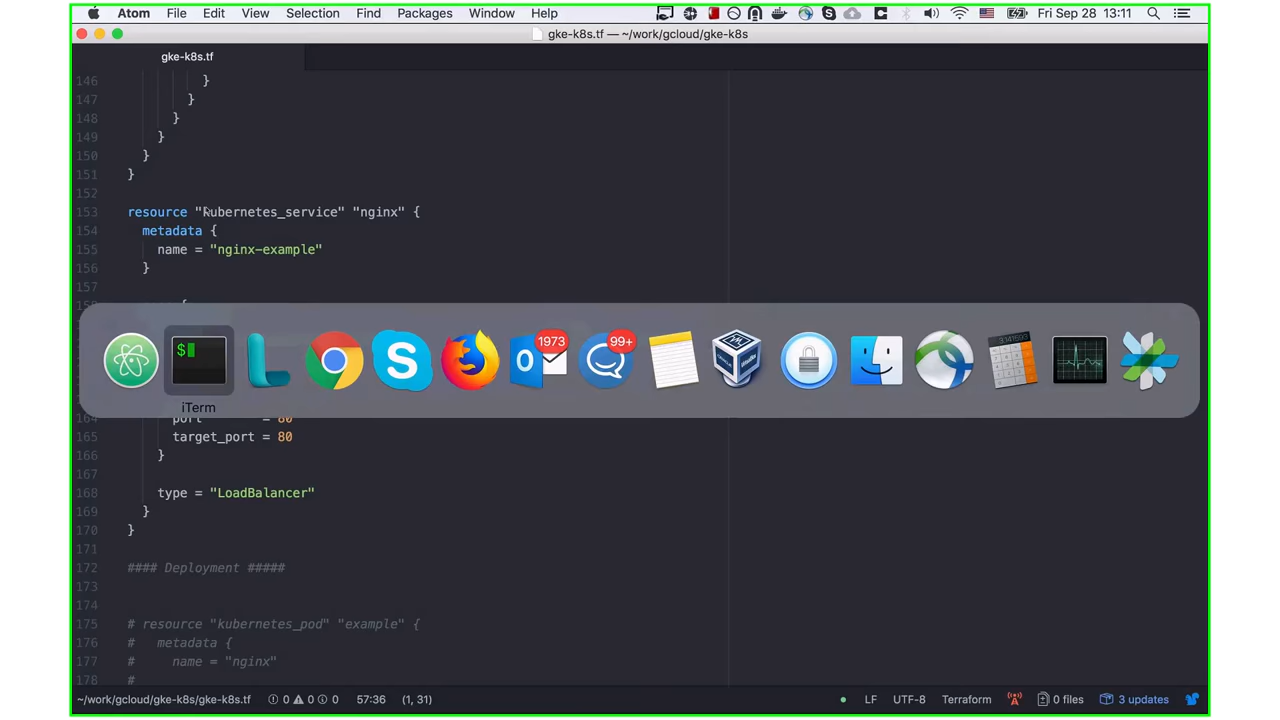 Atom File Edit View Selection Find Packages Window Help Fri Sep 28 13:11
gke-k8s.tf — ~/work/gcloud/gke-k8s
gke-k8s.tf
146 }
147 }
148 }
149 }
150 }
151 }
152
153 resource "kubernetes_service" "nginx" {
154 metadata {
155 name = "nginx-example"
156 }
157
$
1973
99+
iTerm
port = 80
165 target_port = 80
166 }
167
168 type = "LoadBalancer"
169 }
170 }
171
172 #### Deployment #####
173
174
175 # resource "kubernetes_pod" "example" {
176 # metadata {
177 # name = "nginx"
178 #
~/work/gcloud/gke-k8s/gke-k8s.tf 0 0 0 57:36 (1, 31) LF UTF-8 Terraform 0 files 3 updates